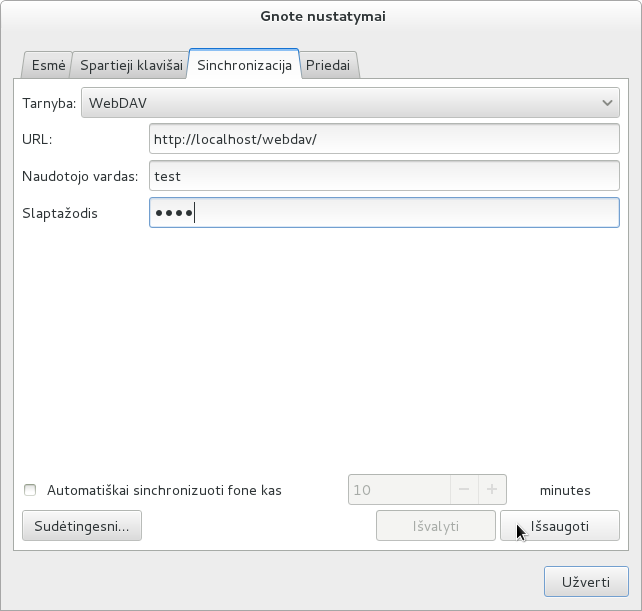 Gnote nustatymai
Esmė Spartieji klavišai Sinchronizacija Priedai
Tarnyba: WebDAV
URL: http://localhost/webdav/
Naudotojo vardas: test
Slaptažodis ●●●●
Automatiškai sinchronizuoti fone kas 10 minutes
Sudėtingesni... Išvalyti Išsaugoti
Užverti